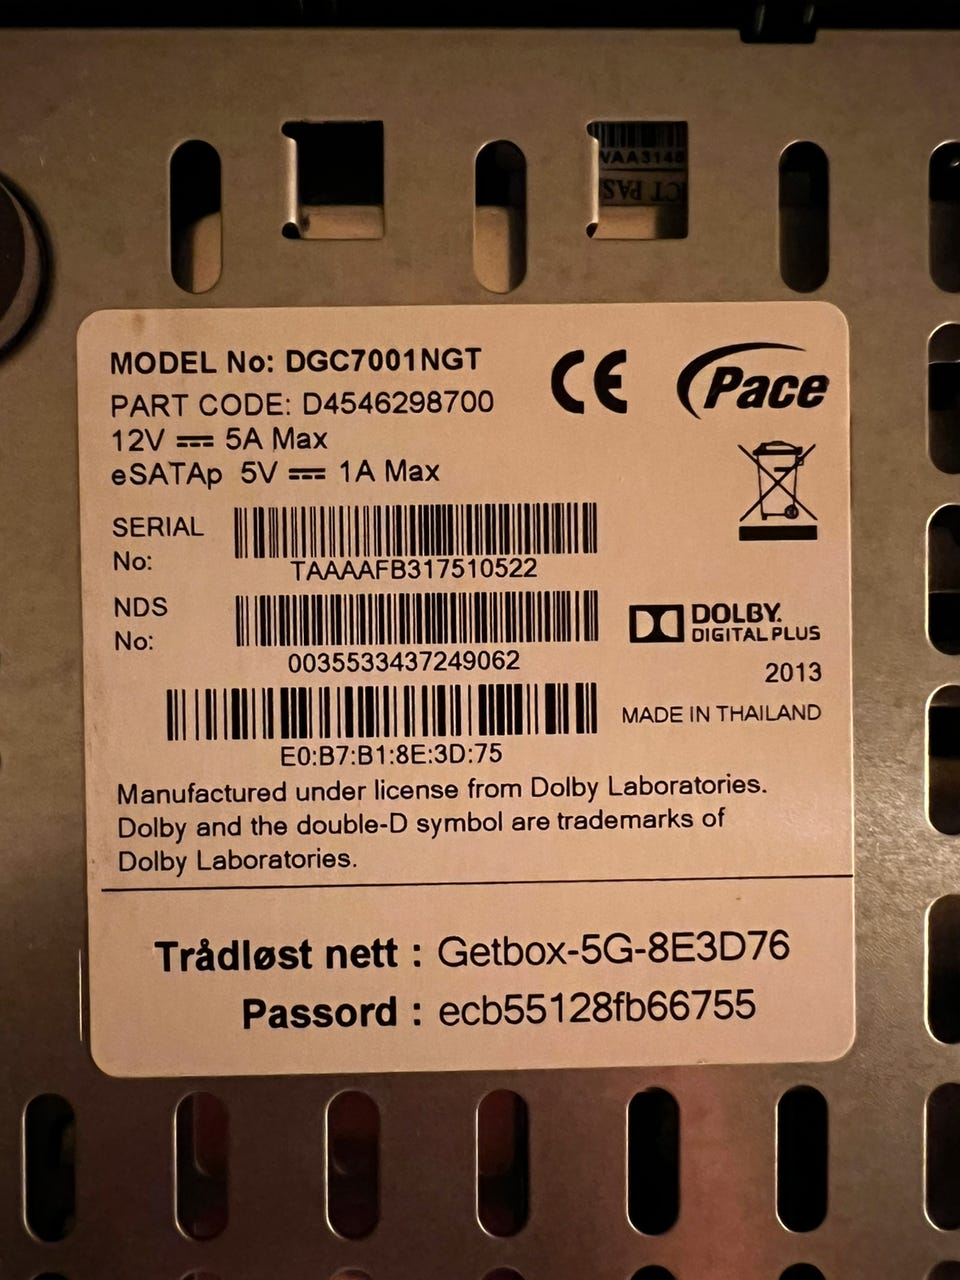 VAA3148
MODEL No: DGC7001NGT
Pace
PART CODE: D4546298700
12V 5A Max
eSATAp 5V 1A Max
SERIAL No:
TAAAAFB317510522
NDS No:
0035533437249062
DOLBY.
DIGITAL PLUS
2013
E0:B7:B1:8E:3D:75
MADE IN THAILAND
Manufactured under license from Dolby Laboratories.
Dolby and the double-D symbol are trademarks of
Dolby Laboratories.
Trådløst nett : Getbox-5G-8E3D76
Passord : ecb55128fb66755